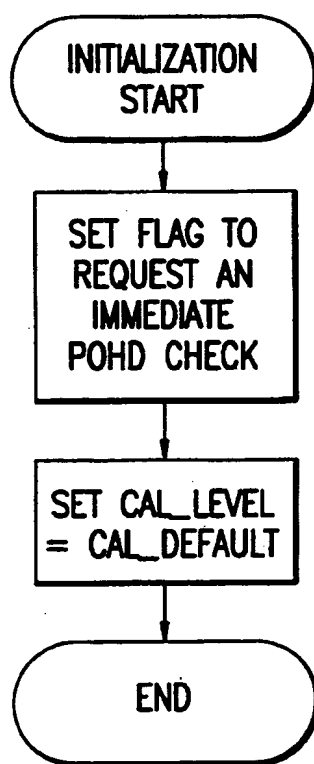 INITIALIZATION
START
SET FLAG TO
REQUEST AN
IMMEDIATE
POHD CHECK
SET CAL_LEVEL
= CAL_DEFAULT
END